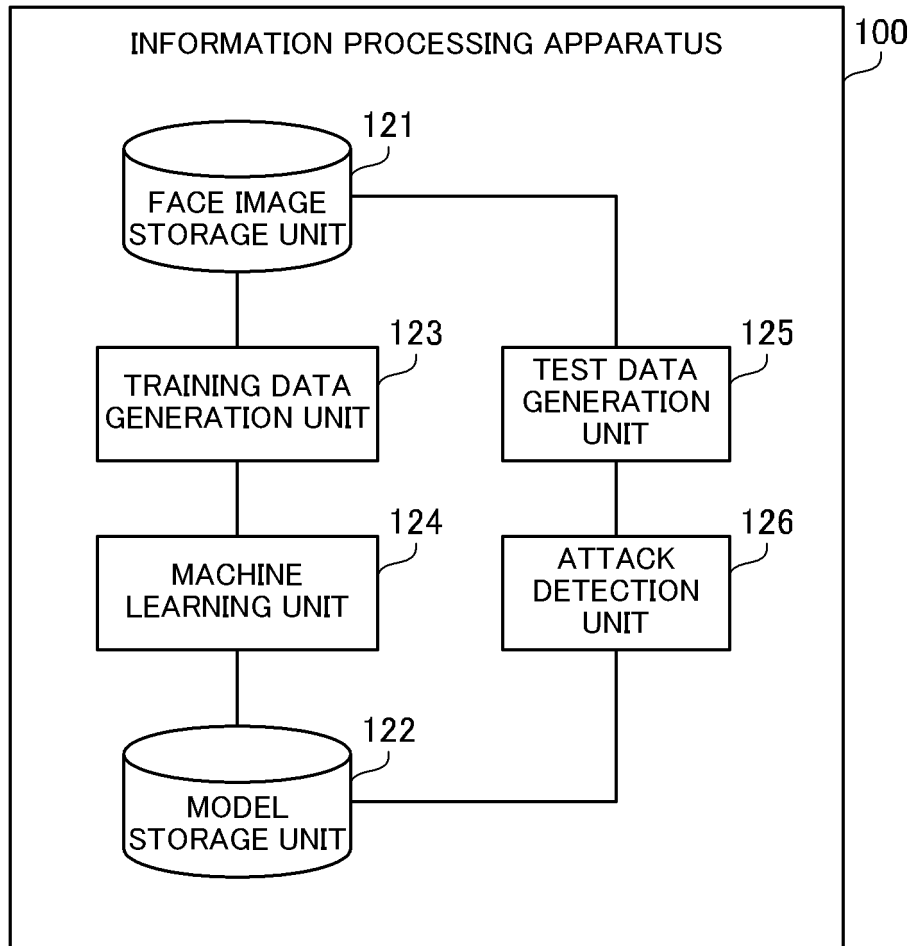 INFORMATION PROCESSING APPARATUS
100
121
FACE IMAGE
STORAGE UNIT
123
TRAINING DATA
GENERATION UNIT
125
TEST DATA
GENERATION
UNIT
124
MACHINE
LEARNING UNIT
126
ATTACK
DETECTION
UNIT
122
MODEL
STORAGE UNIT